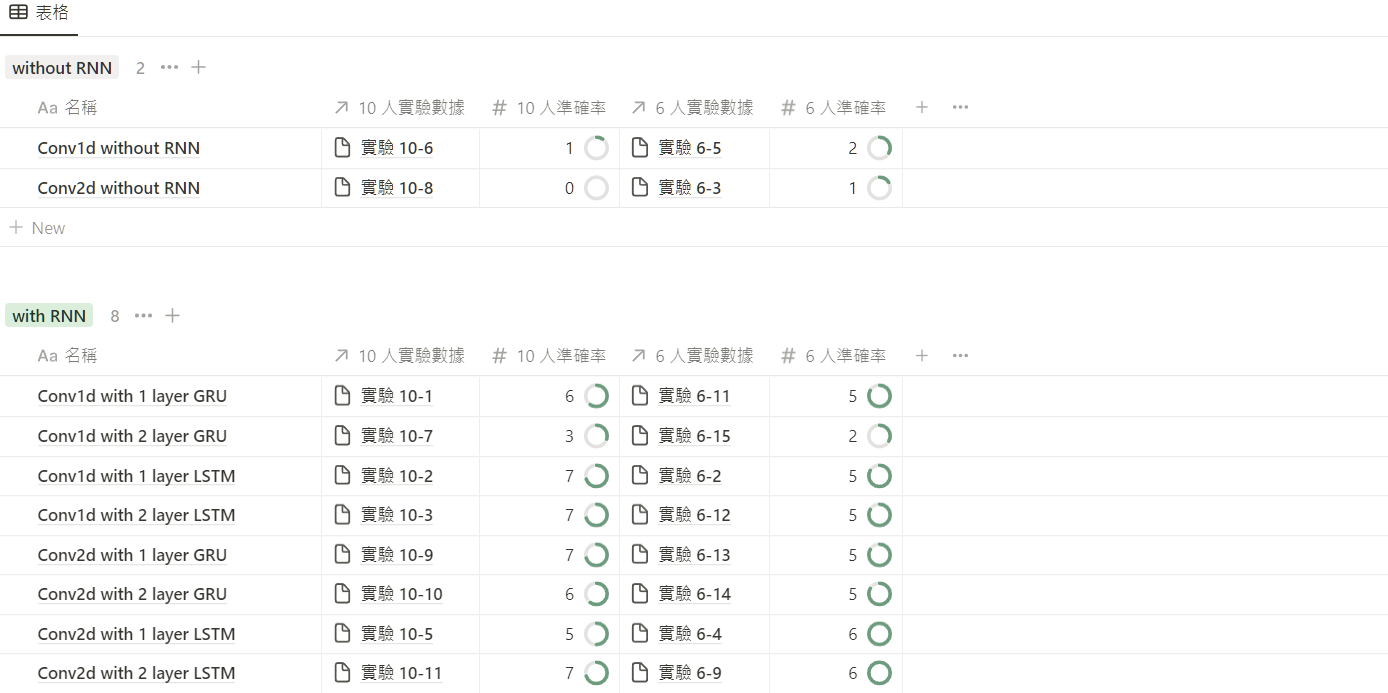 表格
without RNN 2 ••• +
Aa 名稱 ↗ 10 人實驗數據 # 10 人準確率 ↗ 6 人實驗數據 # 6 人準確率 + •••
Conv1d without RNN 實驗 10-6 1 實驗 6-5 2
Conv2d without RNN 實驗 10-8 0 實驗 6-3 1
+ New
with RNN 8 ••• +
Aa 名稱 ↗ 10 人實驗數據 # 10 人準確率 ↗ 6 人實驗數據 # 6 人準確率 + •••
Conv1d with 1 layer GRU 實驗 10-1 6 實驗 6-11 5
Conv1d with 2 layer GRU 實驗 10-7 3 實驗 6-15 2
Conv1d with 1 layer LSTM 實驗 10-2 7 實驗 6-2 5
Conv1d with 2 layer LSTM 實驗 10-3 7 實驗 6-12 5
Conv2d with 1 layer GRU 實驗 10-9 7 實驗 6-13 5
Conv2d with 2 layer GRU 實驗 10-10 6 實驗 6-14 5
Conv2d with 1 layer LSTM 實驗 10-5 5 實驗 6-4 6
Conv2d with 2 layer LSTM 實驗 10-11 7 實驗 6-9 6